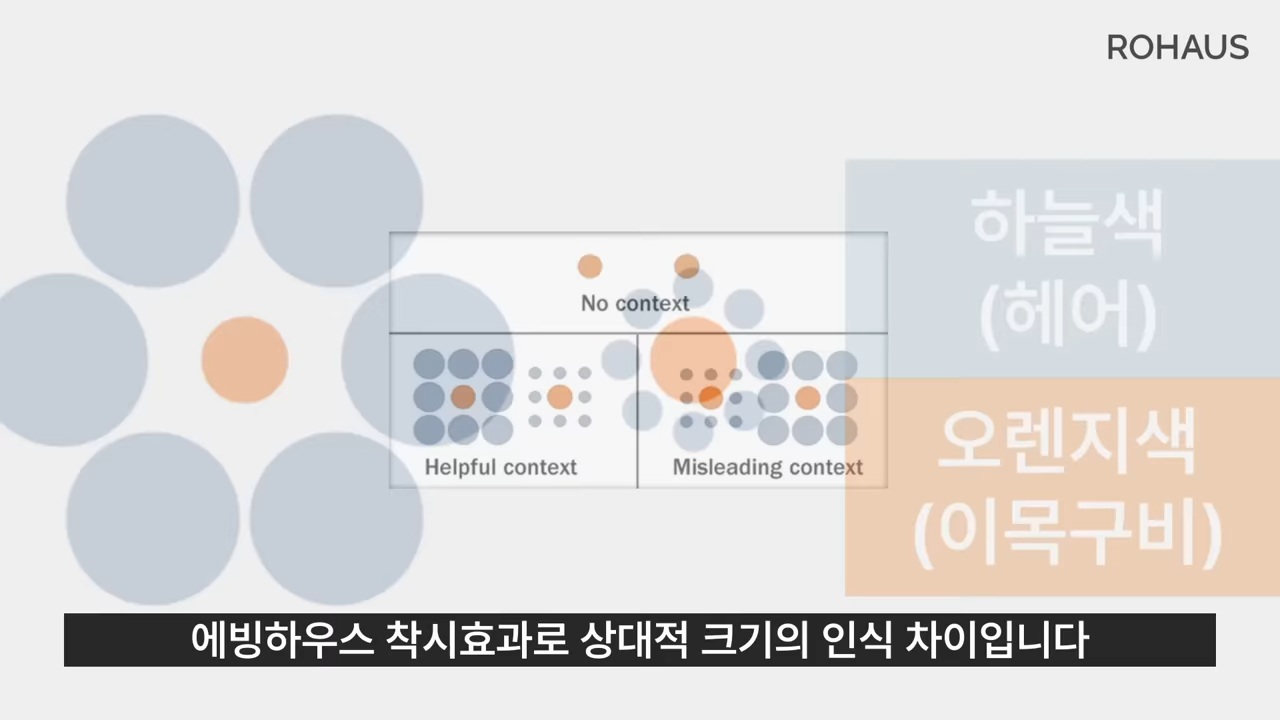 ROHAUS
하늘색
(헤어)
No context
Helpful context
Misleading context
오렌지색
(이목구비)
에빙하우스 착시효과로 상대적 크기의 인식 차이입니다